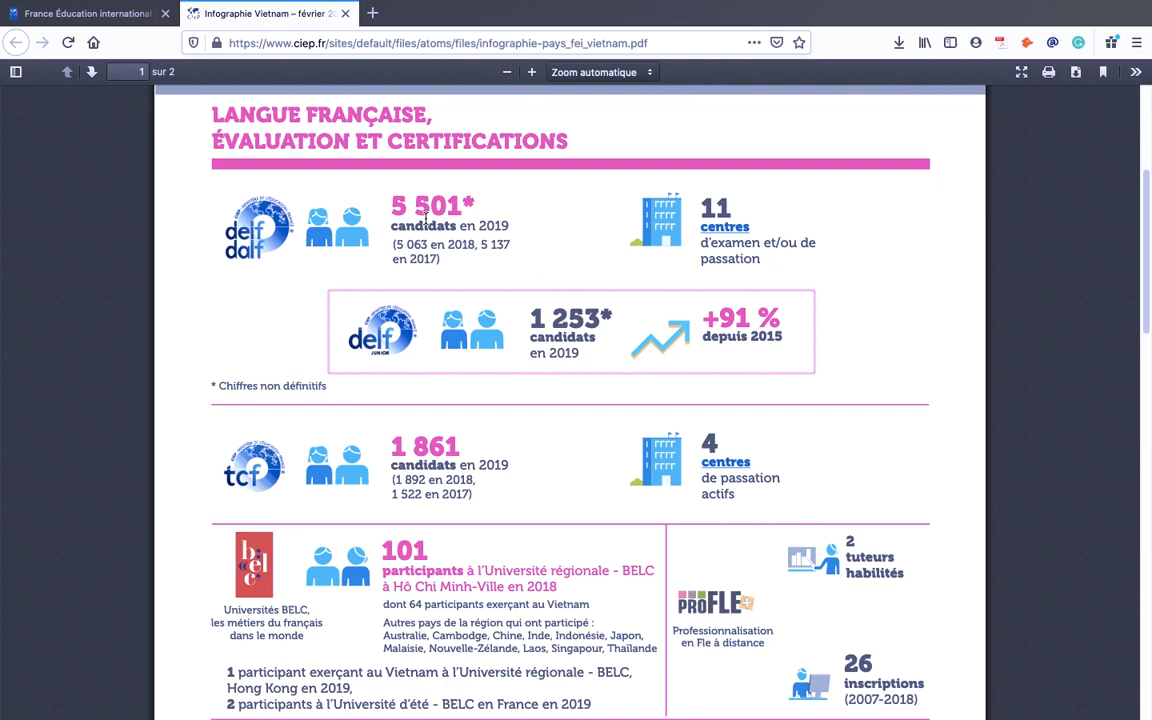 France Éducation international
Infographie Vietnam – février 20
https://www.ciep.fr/sites/default/files/atoms/files/infographie-pays_fei_vietnam.pdf
1 sur 2
Zoom automatique
LANGUE FRANÇAISE,
ÉVALUATION ET CERTIFICATIONS
delf
dalf
5 501*
candidats en 2019
(5 063 en 2018, 5 137
en 2017)
11
centres
d'examen et/ou de
passation
delf
JUNIOR
1 253*
candidats
en 2019
+91 %
depuis 2015
* Chiffres non définitifs
tcf
1 861
candidats en 2019
(1 892 en 2018,
1 522 en 2017)
4
centres
de passation
actifs
belc
Universités BELC,
les métiers du français
dans le monde
101
participants à l'Université régionale - BELC
à Hô Chi Minh-Ville en 2018
dont 64 participants exerçant au Vietnam
Autres pays de la région qui ont participé :
Australie, Cambodge, Chine, Inde, Indonésie, Japon,
Malaisie, Nouvelle-Zélande, Laos, Singapour, Thaïlande
1 participant exerçant au Vietnam à l'Université régionale - BELC,
Hong Kong en 2019,
2 participants à l'Université d'été - BELC en France en 2019
PROFLE+
Professionnalisation
en Fle à distance
2
tuteurs
habilités
26
inscriptions
(2007-2018)